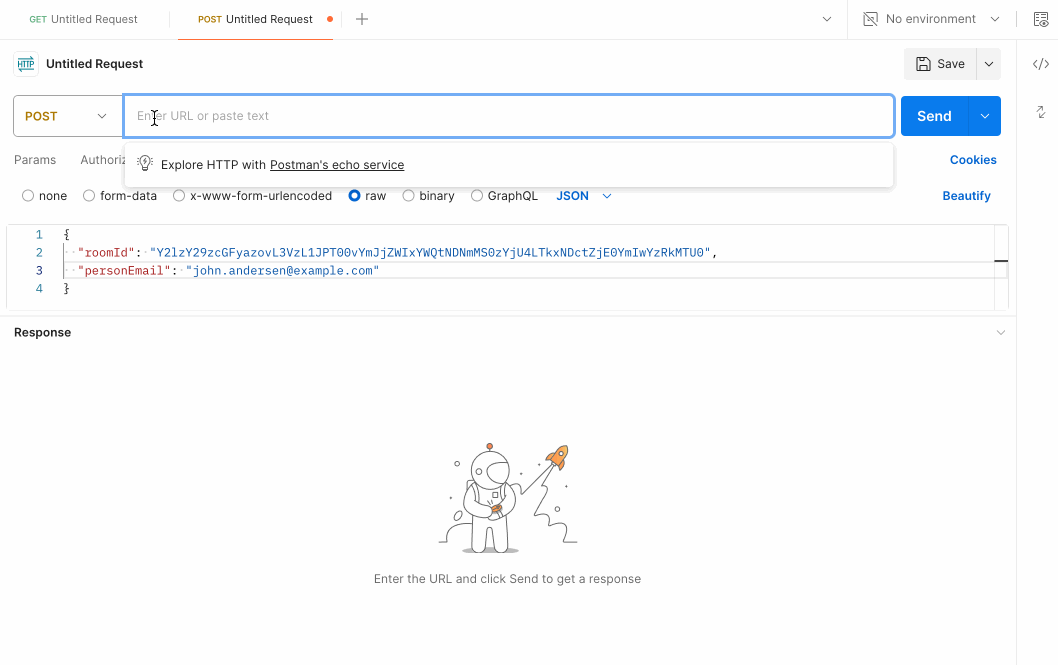 GET Untitled Request POST Untitled Request No environment
HTTP Untitled Request Save
POST Enter URL or paste text Send
Params Authoriz Cookies
Explore HTTP with Postman's echo service
none form-data x-www-form-urlencoded raw binary GraphQL JSON Beautify
1 {
2 "roomId": "Y2lzY29zcGFyazovL3VzL1JPT00vYmJjZWIxYWQtNDNmMS0zYjU4LTkxNDctZjE0YmIwYzRkMTU0",
3 "personEmail": "john.andersen@example.com"
4 }
Response
Enter the URL and click Send to get a response